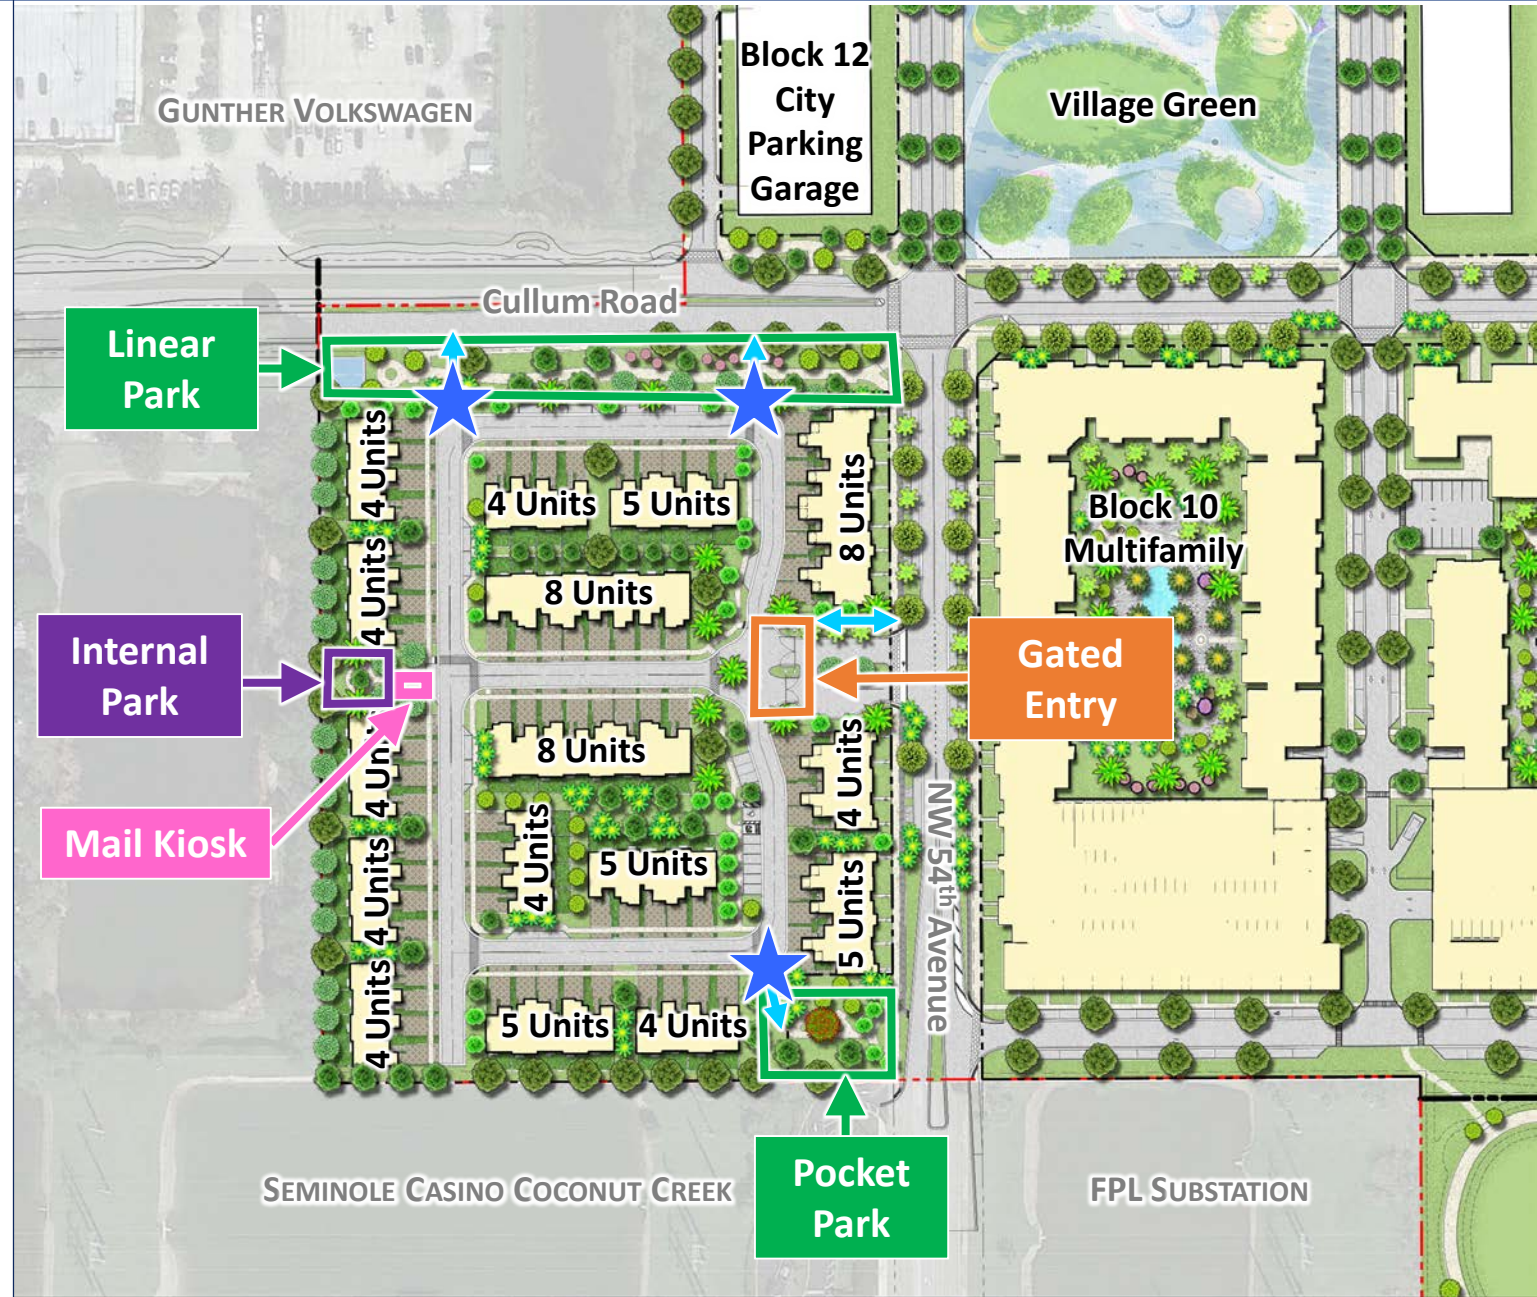 Block 12
City
Parking
Garage
Village Green
GUNTHER VOLKSWAGEN
Cullum Road
Linear
Park
4 Units
4 Units
5 Units
8 Units
4 Units
8 Units
Block 10
Multifamily
Internal
Park
Gated
Entry
4 Units
8 Units
4 Units
Mail Kiosk
4 Units
4 Units
5 Units
5 Units
NW 54th Avenue
4 Units
5 Units
4 Units
Pocket
Park
SEMINOLE CASINO COCONUT CREEK
FPL SUBSTATION